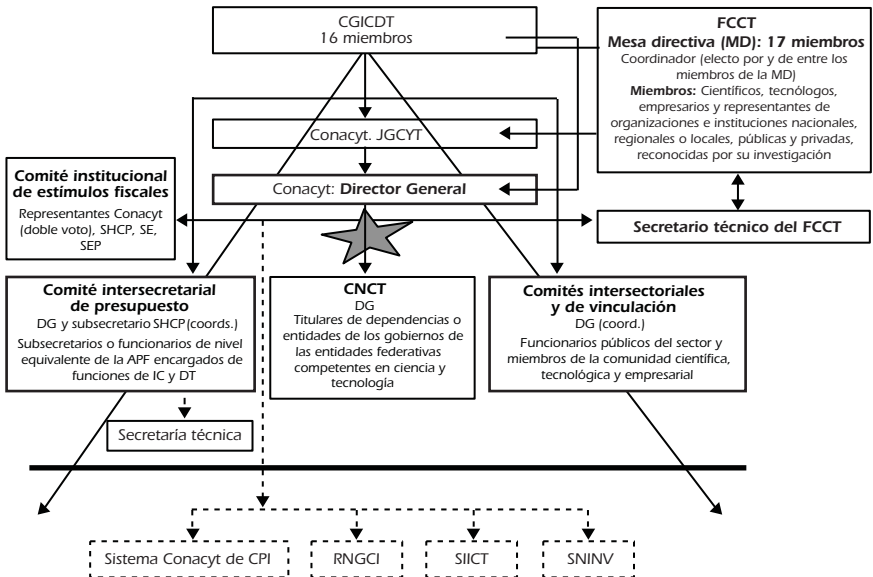 CGICDT
16 miembros
FCCT
Mesa directiva (MD): 17 miembros
Coordinador (electo por y de entre los
miembros de la MD)
Miembros: Científicos, tecnólogos,
empresarios y representantes de
organizaciones e instituciones nacionales,
regionales o locales, públicas y privadas,
reconocidas por su investigación
Conacyt. JGCYT
Comité institucional
de estímulos fiscales
Representantes Conacyt
(doble voto), SHCP, SE,
SEP
Conacyt: Director General
Secretario técnico del FCCT
Comité intersecretarial
de presupuesto
DG y subsecretario SHCP (coords.)
Subsecretarios o funcionarios de nivel
equivalente de la APF encargados de
funciones de IC y DT
CNCT
DG
Titulares de dependencias o
entidades de los gobiernos de
las entidades federativas
competentes en ciencia y
tecnología
Comités intersectoriales
y de vinculación
DG (coord.)
Funcionarios públicos del sector y
miembros de la comunidad científica,
tecnológica y empresarial
Secretaría técnica
Sistema Conacyt de CPI
RNGCI
SIICT
SNINV